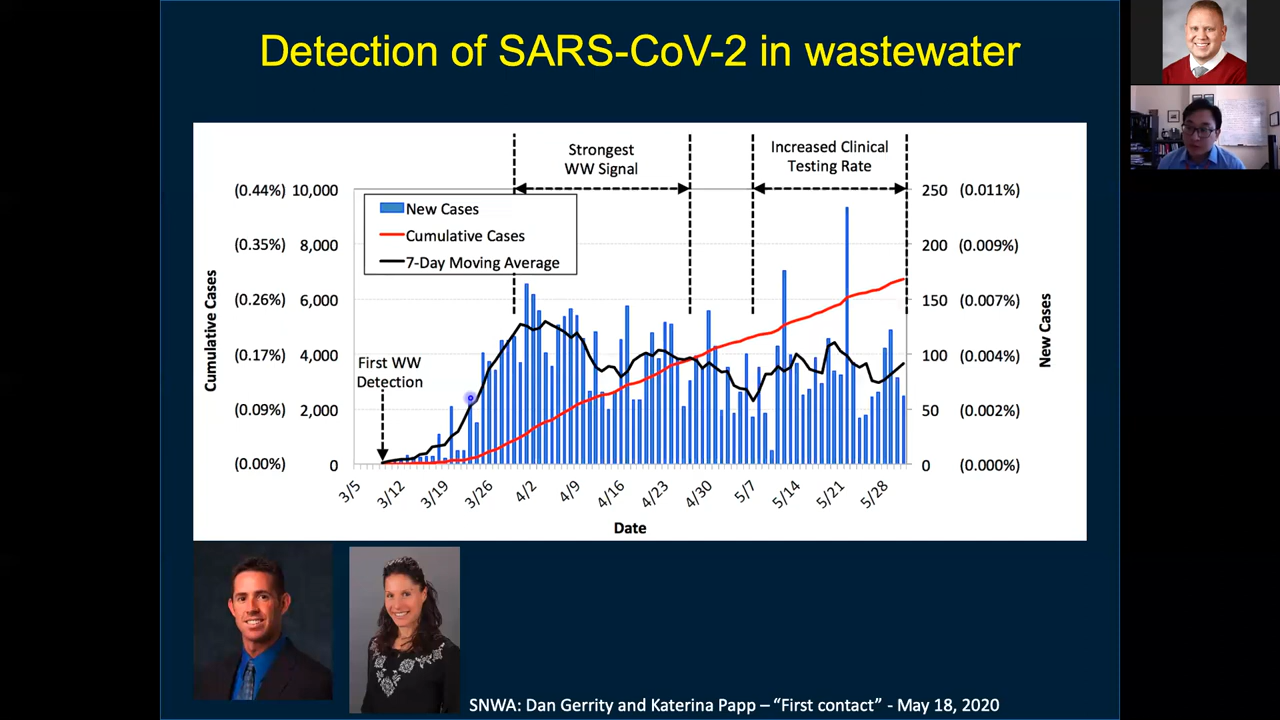 Detection of SARS-CoV-2 in wastewater
Strongest
WW Signal
Increased Clinical
Testing Rate
(0.44%) 10,000
(0.35%) 8,000
(0.26%) 6,000
(0.17%) 4,000
(0.09%) 2,000
(0.00%) 0
Cumulative Cases
New Cases
Cumulative Cases
7-Day Moving Average
First WW
Detection
250 (0.011%)
200 (0.009%)
150 (0.007%)
100 (0.004%)
50 (0.002%)
0 (0.000%)
New Cases
3/5 3/12 3/19 3/26 4/2 4/9 4/16 4/23 4/30 5/7 5/14 5/21 5/28
Date
SNWA: Dan Gerrity and Katerina Papp – “First contact” - May 18, 2020